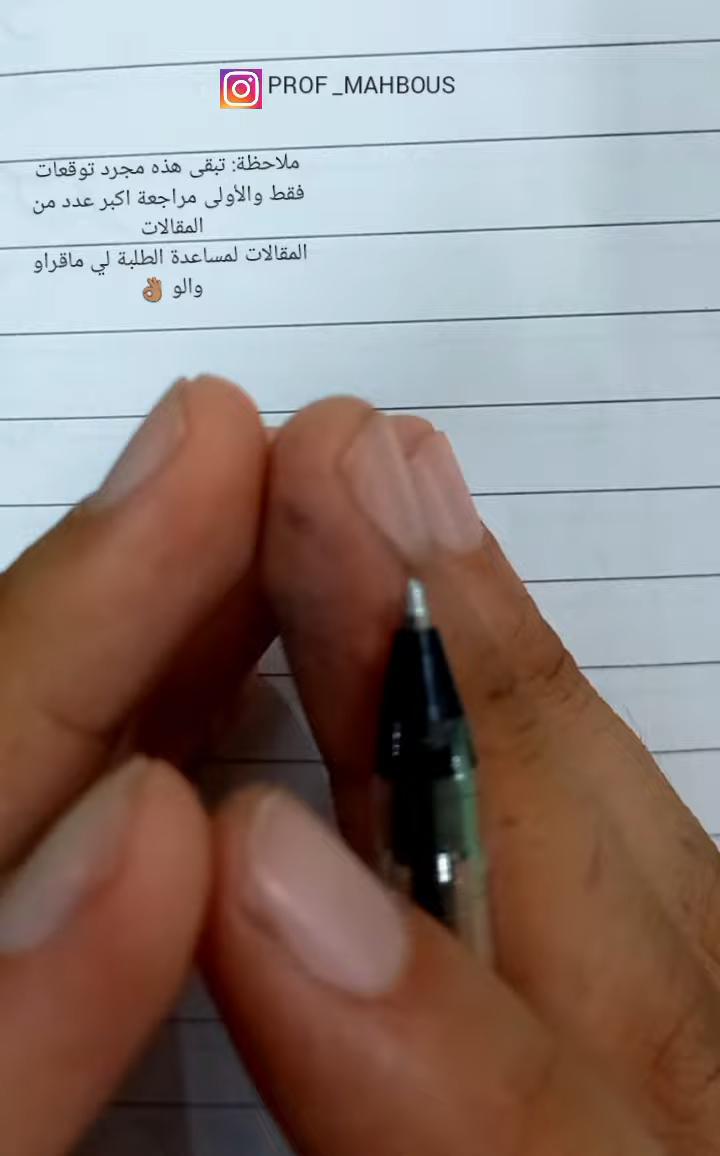 PROF_MAHBOUS
ملاحظة: تبقى هذه مجرد توقعات
فقط والأولى مراجعة اكبر عدد من
المقالات
المقالات لمساعدة الطلبة لي ماقراو
والو 👌🏽